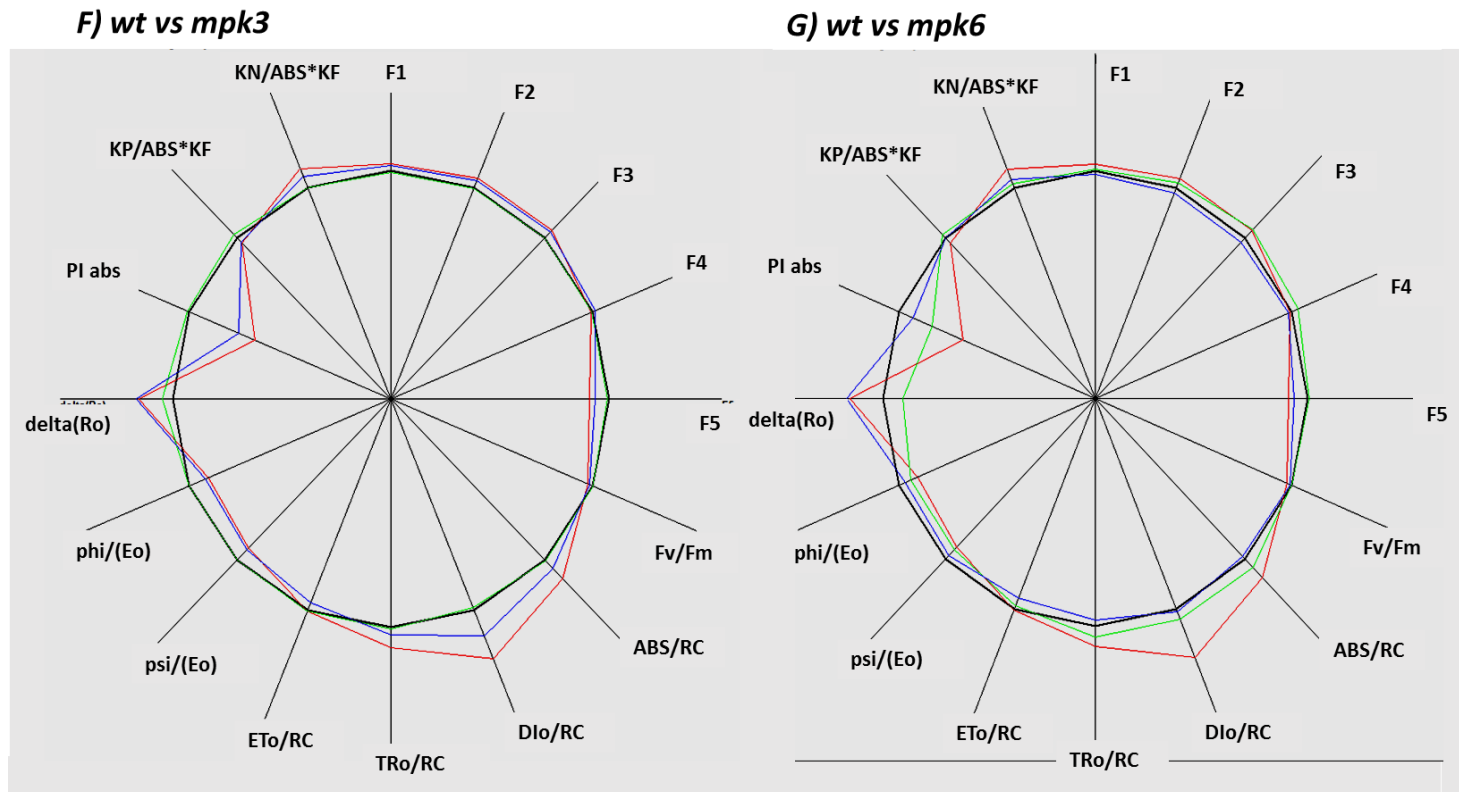 F) wt vs mpk3
KN/ABS*KF
F1
F2
KP/ABS*KF
F3
PI abs
F4
delta(Ro)
F5
phi/(Eo)
Fv/Fm
psi/(Eo)
ABS/RC
ETo/RC
DIo/RC
TRo/RC
G) wt vs mpk6
F1
KN/ABS*KF
F2
KP/ABS*KF
F3
PI abs
F4
delta(Ro)
F5
phi/(Eo)
Fv/Fm
psi/(Eo)
ABS/RC
ETo/RC
DIo/RC
TRo/RC